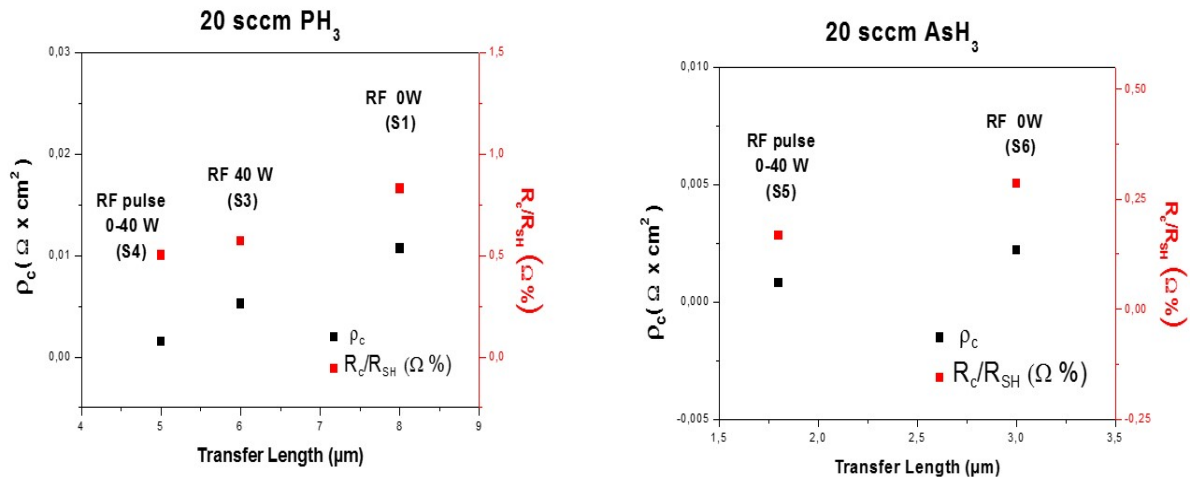 20 sccm PH3
0,03
0,02
0,01
0,00
ρc( Ω x cm2 )
1,5
1,0
0,5
0,0
Rc/RSH ( Ω %)
RF 0W
(S1)
RF 40 W
(S3)
RF pulse
0-40 W
(S4)
ρc
Rc/RSH (Ω %)
4 5 6 7 8 9
Transfer Length (µm)
20 sccm AsH3
0,010
0,005
0,000
-0,005
ρc( Ω x cm2 )
0,50
0,25
0,00
-0,25
Rc/RSH ( Ω %)
RF pulse
0-40 W
(S5)
RF 0W
(S6)
ρc
Rc/RSH (Ω %)
1,5 2,0 2,5 3,0 3,5
Transfer Length (µm)